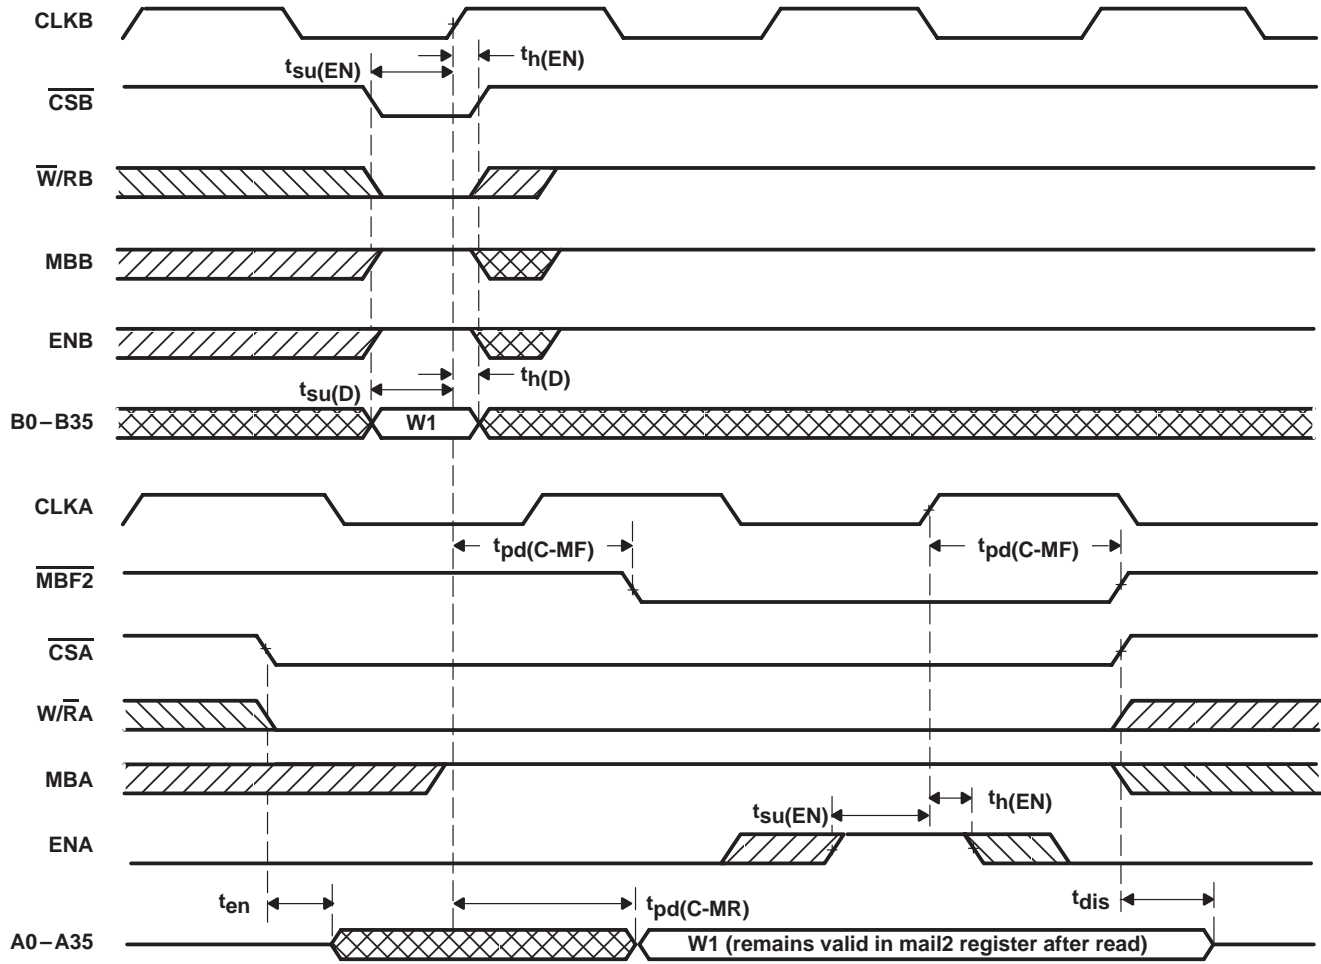 CLKB
tsu(EN)
th(EN)
CSB
W/RB
MBB
ENB
tsu(D)
th(D)
B0–B35
W1
CLKA
tpd(C-MF)
tpd(C-MF)
MBF2
CSA
W/RA
MBA
tsu(EN)
th(EN)
ENA
ten
tpd(C-MR)
tdis
A0–A35
W1 (remains valid in mail2 register after read)